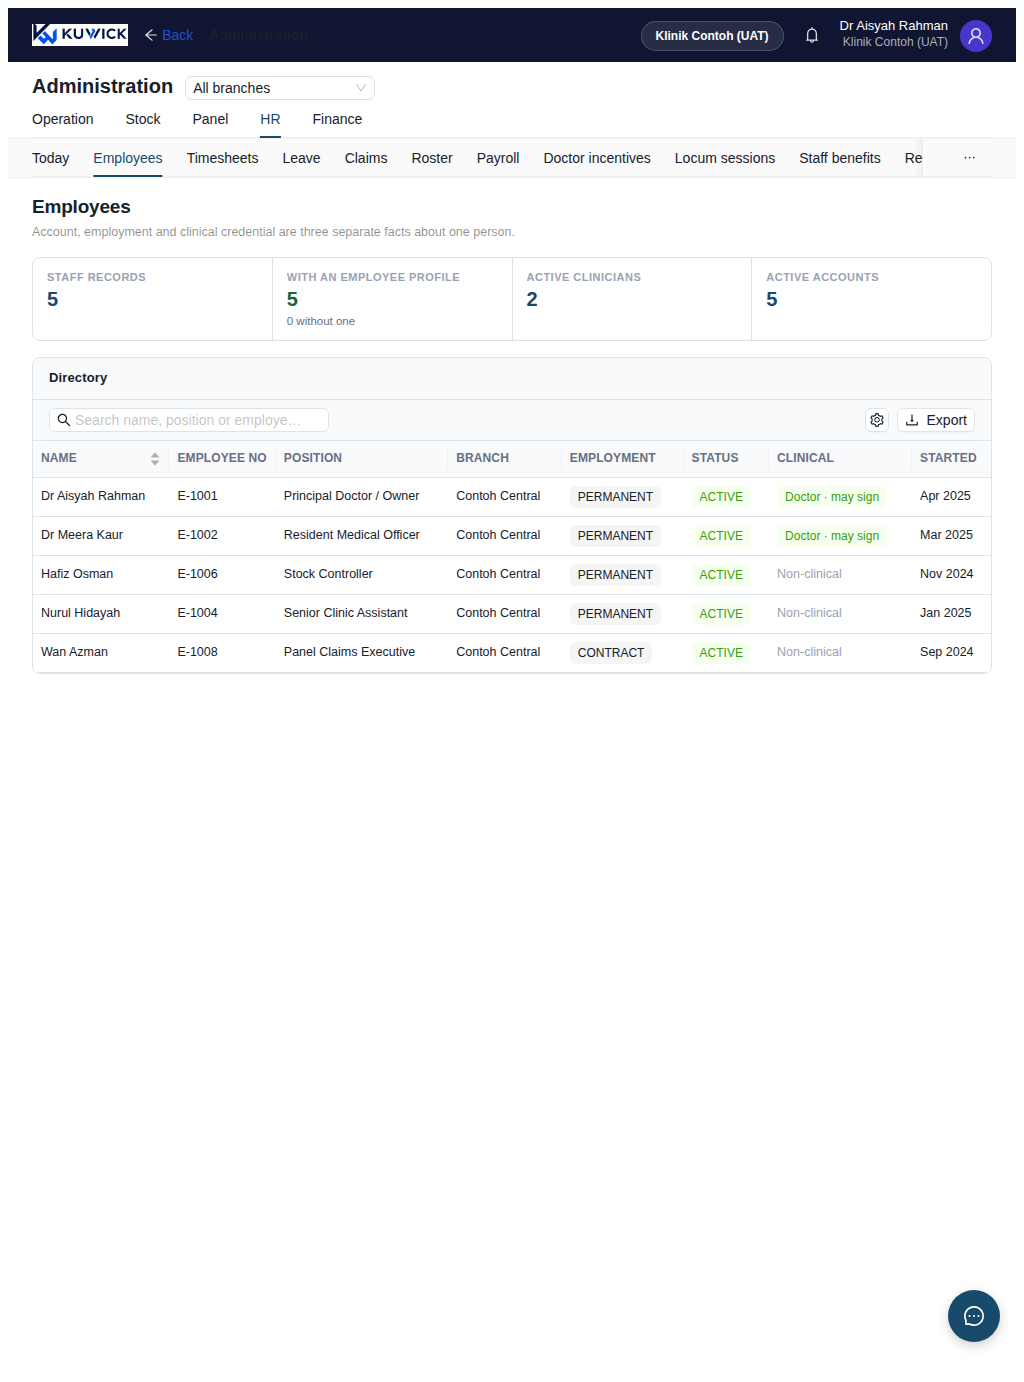 KUVICK
Back
Administration
Klinik Contoh (UAT)
Dr Aisyah Rahman
Klinik Contoh (UAT)
Administration
All branches
Operation Stock Panel HR Finance
Today Employees Timesheets Leave Claims Roster Payroll Doctor incentives Locum sessions Staff benefits Re ···
Employees
Account, employment and clinical credential are three separate facts about one person.
STAFF RECORDS
5
WITH AN EMPLOYEE PROFILE
5
0 without one
ACTIVE CLINICIANS
2
ACTIVE ACCOUNTS
5
Directory
Search name, position or employe…
Export
NAME EMPLOYEE NO POSITION BRANCH EMPLOYMENT STATUS CLINICAL STARTED
Dr Aisyah Rahman E-1001 Principal Doctor / Owner Contoh Central PERMANENT ACTIVE Doctor · may sign Apr 2025
Dr Meera Kaur E-1002 Resident Medical Officer Contoh Central PERMANENT ACTIVE Doctor · may sign Mar 2025
Hafiz Osman E-1006 Stock Controller Contoh Central PERMANENT ACTIVE Non-clinical Nov 2024
Nurul Hidayah E-1004 Senior Clinic Assistant Contoh Central PERMANENT ACTIVE Non-clinical Jan 2025
Wan Azman E-1008 Panel Claims Executive Contoh Central CONTRACT ACTIVE Non-clinical Sep 2024